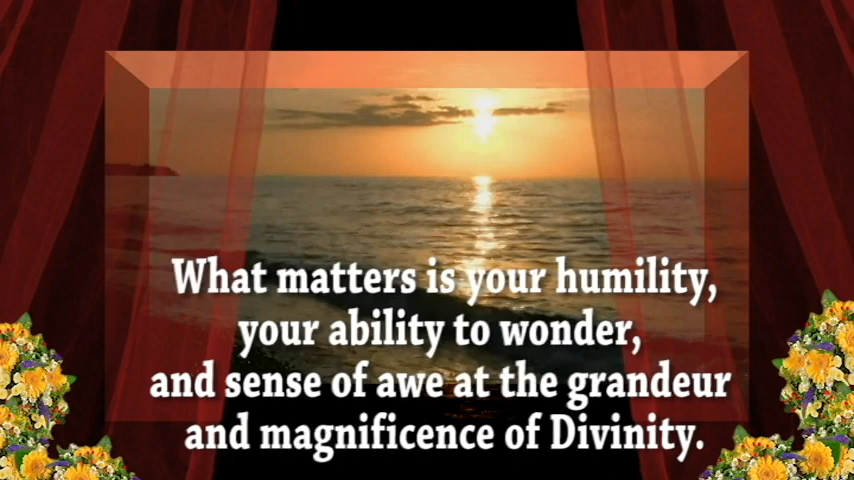 What matters is your humility,
your ability to wonder,
and sense of awe at the grandeur
and magnificence of Divinity.